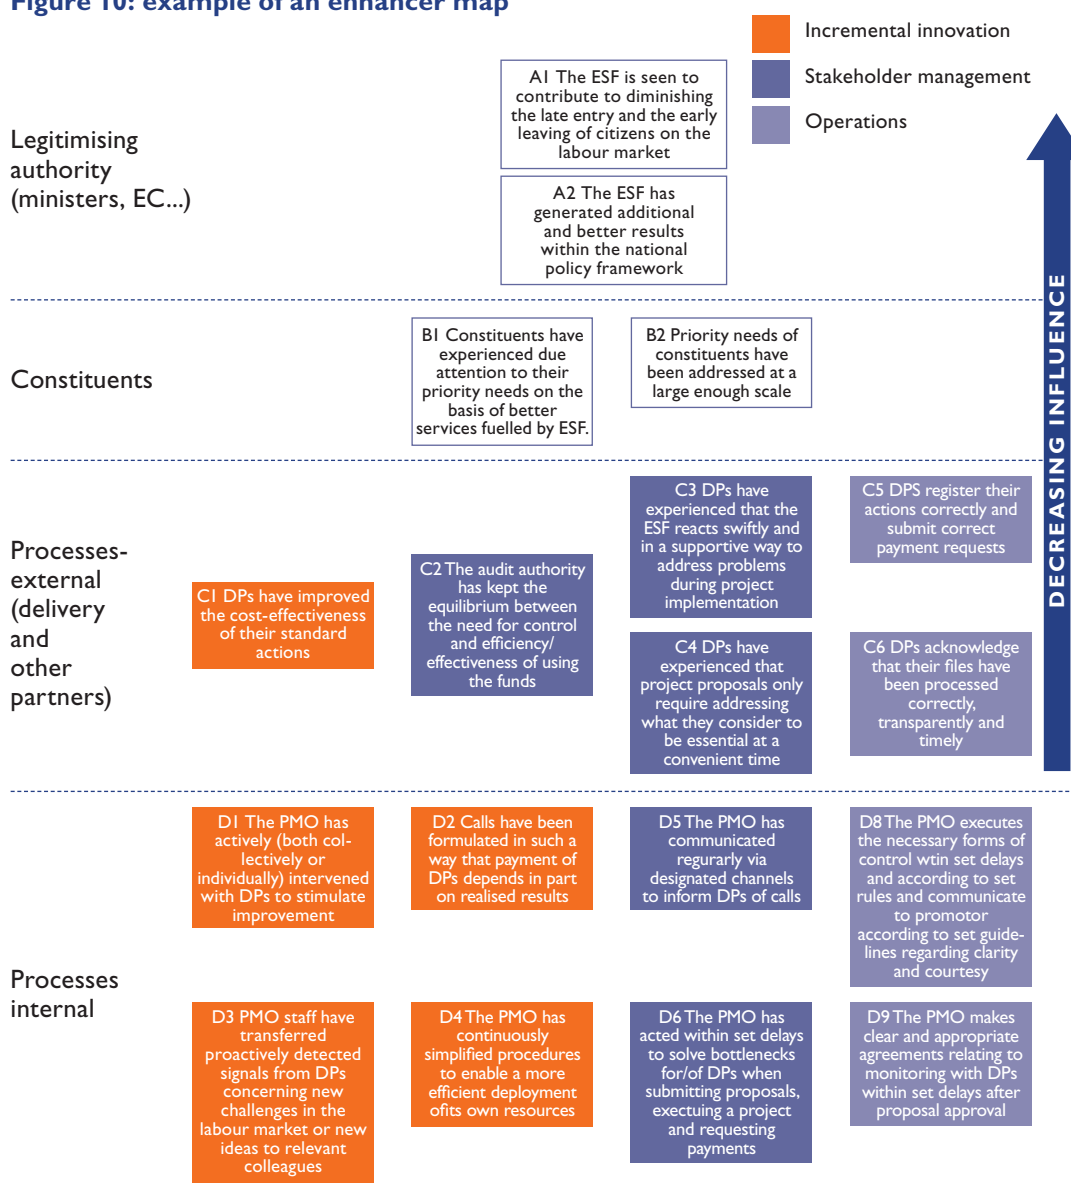 Figure 10: example of an enhancer map
Incremental innovation
Stakeholder management
Operations
Legitimising
authority
(ministers, EC...)
A1 The ESF is seen to
contribute to diminishing
the late entry and the early
leaving of citizens on the
labour market
A2 The ESF has
generated additional
and better results
within the national
policy framework
DECREASING INFLUENCE
Constituents
B1 Constituents have
experienced due
attention to their
priority needs on the
basis of better
services fuelled by ESF.
B2 Priority needs of
constituents have
been addressed at a
large enough scale
Processes-
external
(delivery
and
other
partners)
C1 DPs have improved
the cost-effectiveness
of their standard
actions
C2 The audit authority
has kept the
equilibrium between
the need for control
and efficiency/
effectiveness of using
the funds
C3 DPs have
experienced that the
ESF reacts swiftly and
in a supportive way to
address problems
during project
implementation
C4 DPs have
experienced that
project proposals only
require addressing
what they consider to
be essential at a
convenient time
C5 DPS register their
actions correctly and
submit correct
payment requests
C6 DPs acknowledge
that their files have
been processed
correctly,
transparently and
timely
Processes
internal
D1 The PMO has
actively (both col-
lectively or
individually) intervened
with DPs to stimulate
improvement
D2 Calls have been
formulated in such a
way that payment of
DPs depends in part
on realised results
D5 The PMO has
communicated
regurarly via
designated channels
to inform DPs of calls
D8 The PMO executes
the necessary forms of
control wtin set delays
and according to set
rules and communicate
to promotor
according to set guide-
lines regarding clarity
and courtesy
D3 PMO staff have
transferred
proactively detected
signals from DPs
concerning new
challenges in the
labour market or new
ideas to relevant
colleagues
D4 The PMO has
continuously
simplified procedures
to enable a more
efficient deployment
ofits own resources
D6 The PMO has
acted within set delays
to solve bottlenecks
for/of DPs when
submitting proposals,
exectuing a project
and requesting
payments
D9 The PMO makes
clear and appropriate
agreements relating to
monitoring with DPs
within set delays after
proposal approval